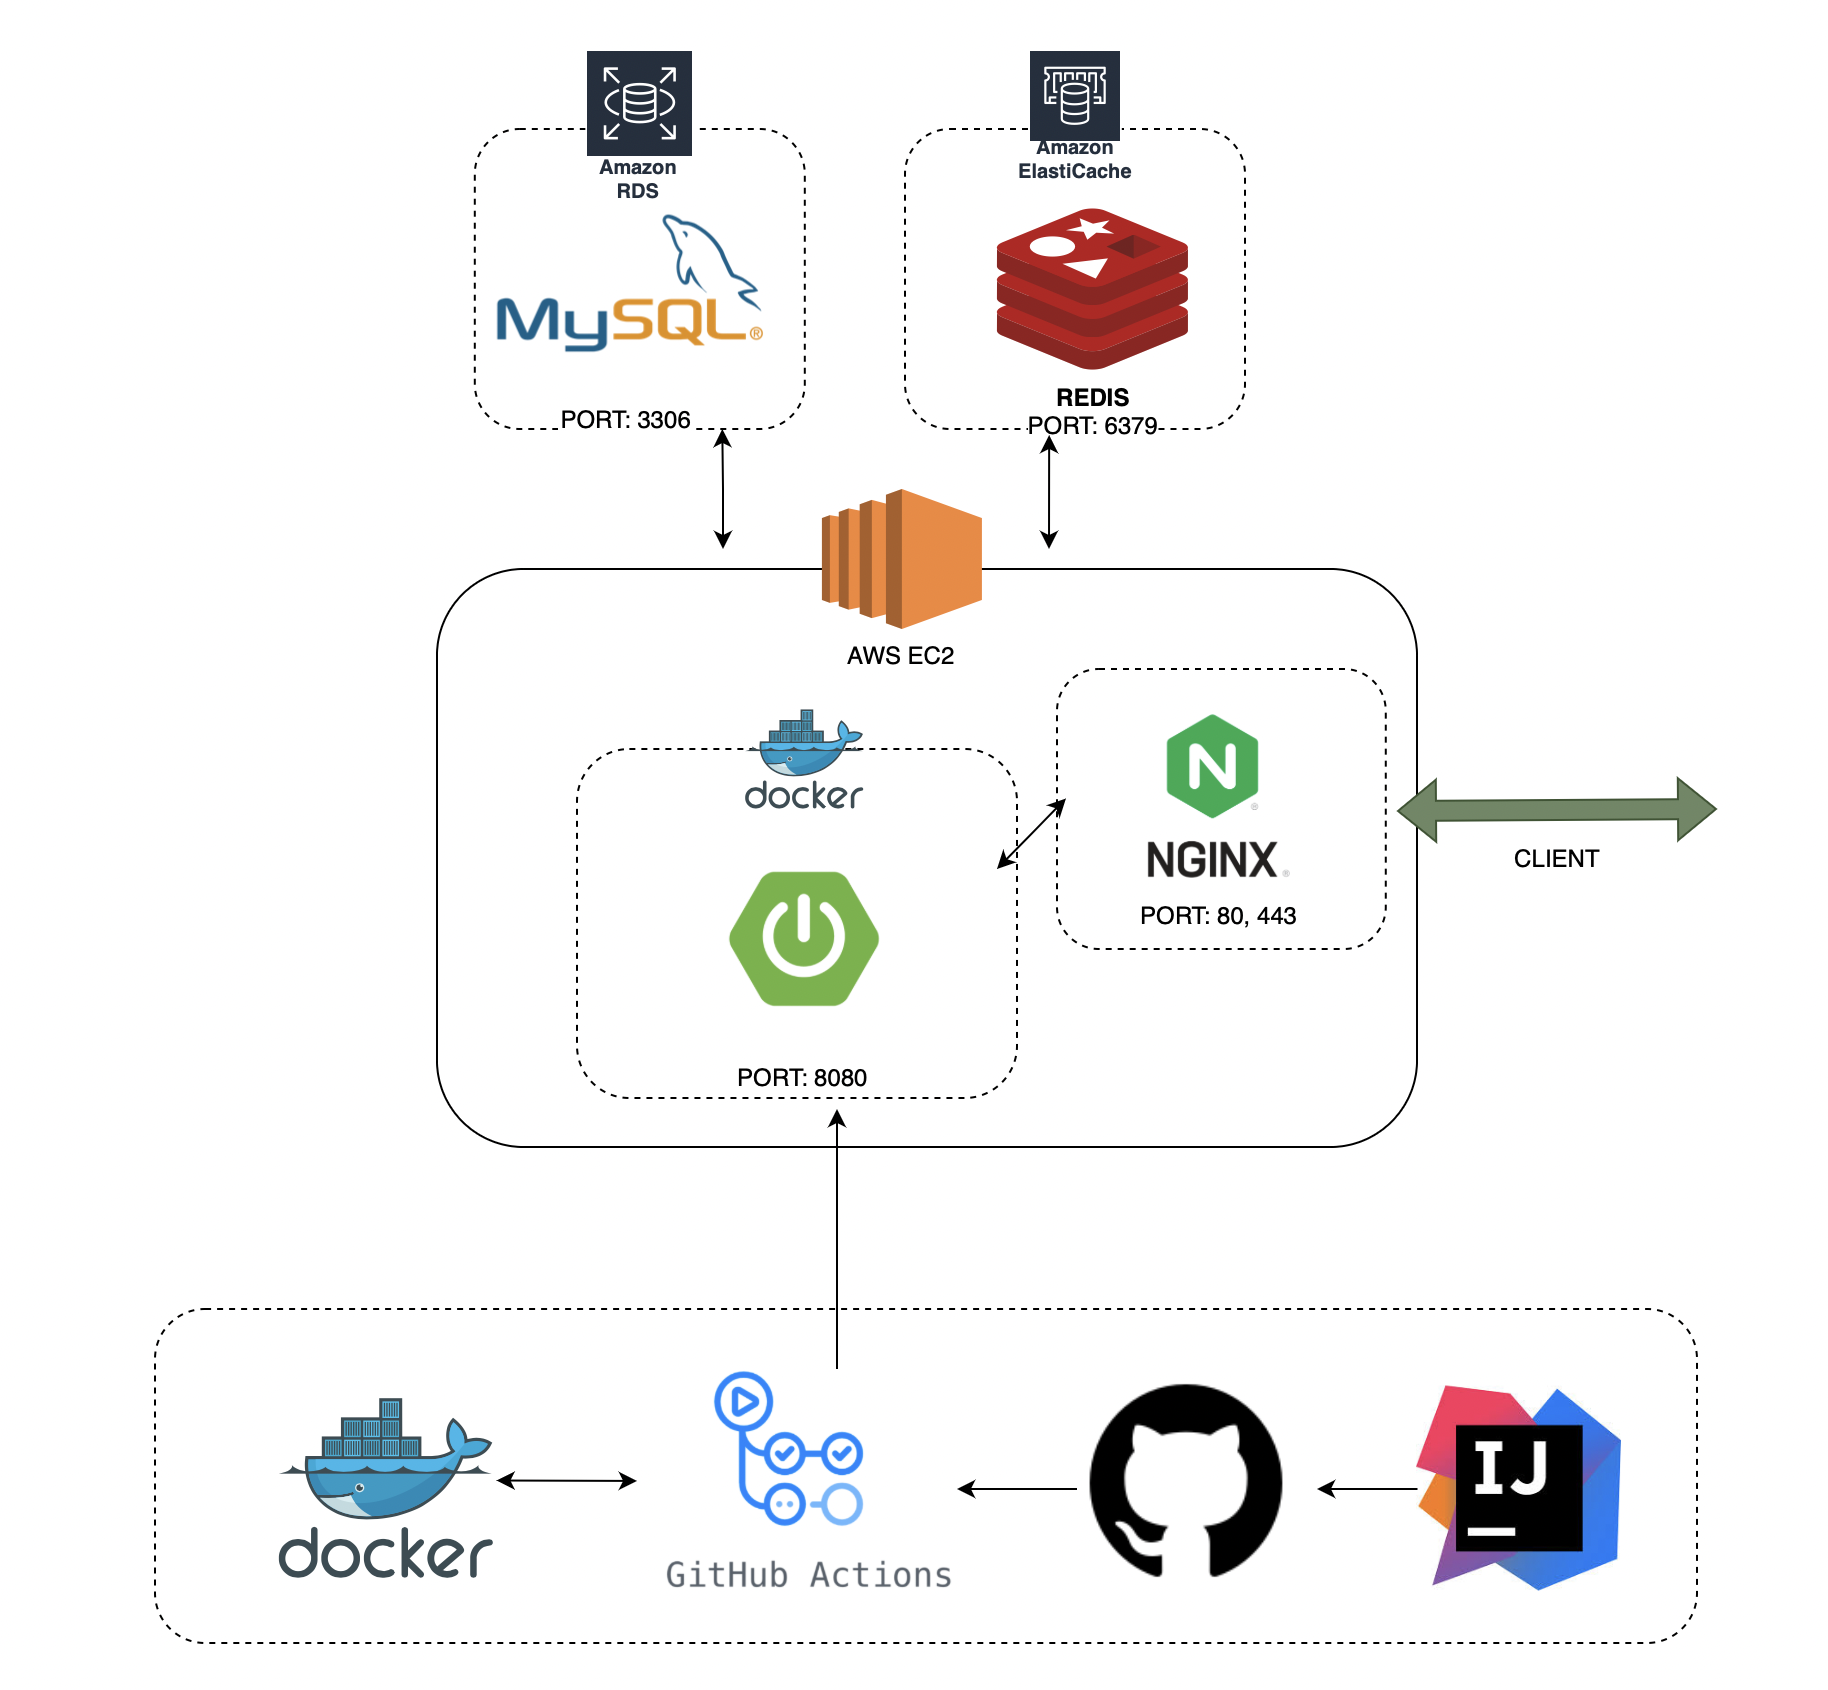 Amazon
RDS
MySQL®
PORT: 3306
Amazon
ElastiCache
REDIS
PORT: 6379
AWS EC2
docker
PORT: 8080
N
NGINX
PORT: 80, 443
CLIENT
docker
GitHub Actions
IJ